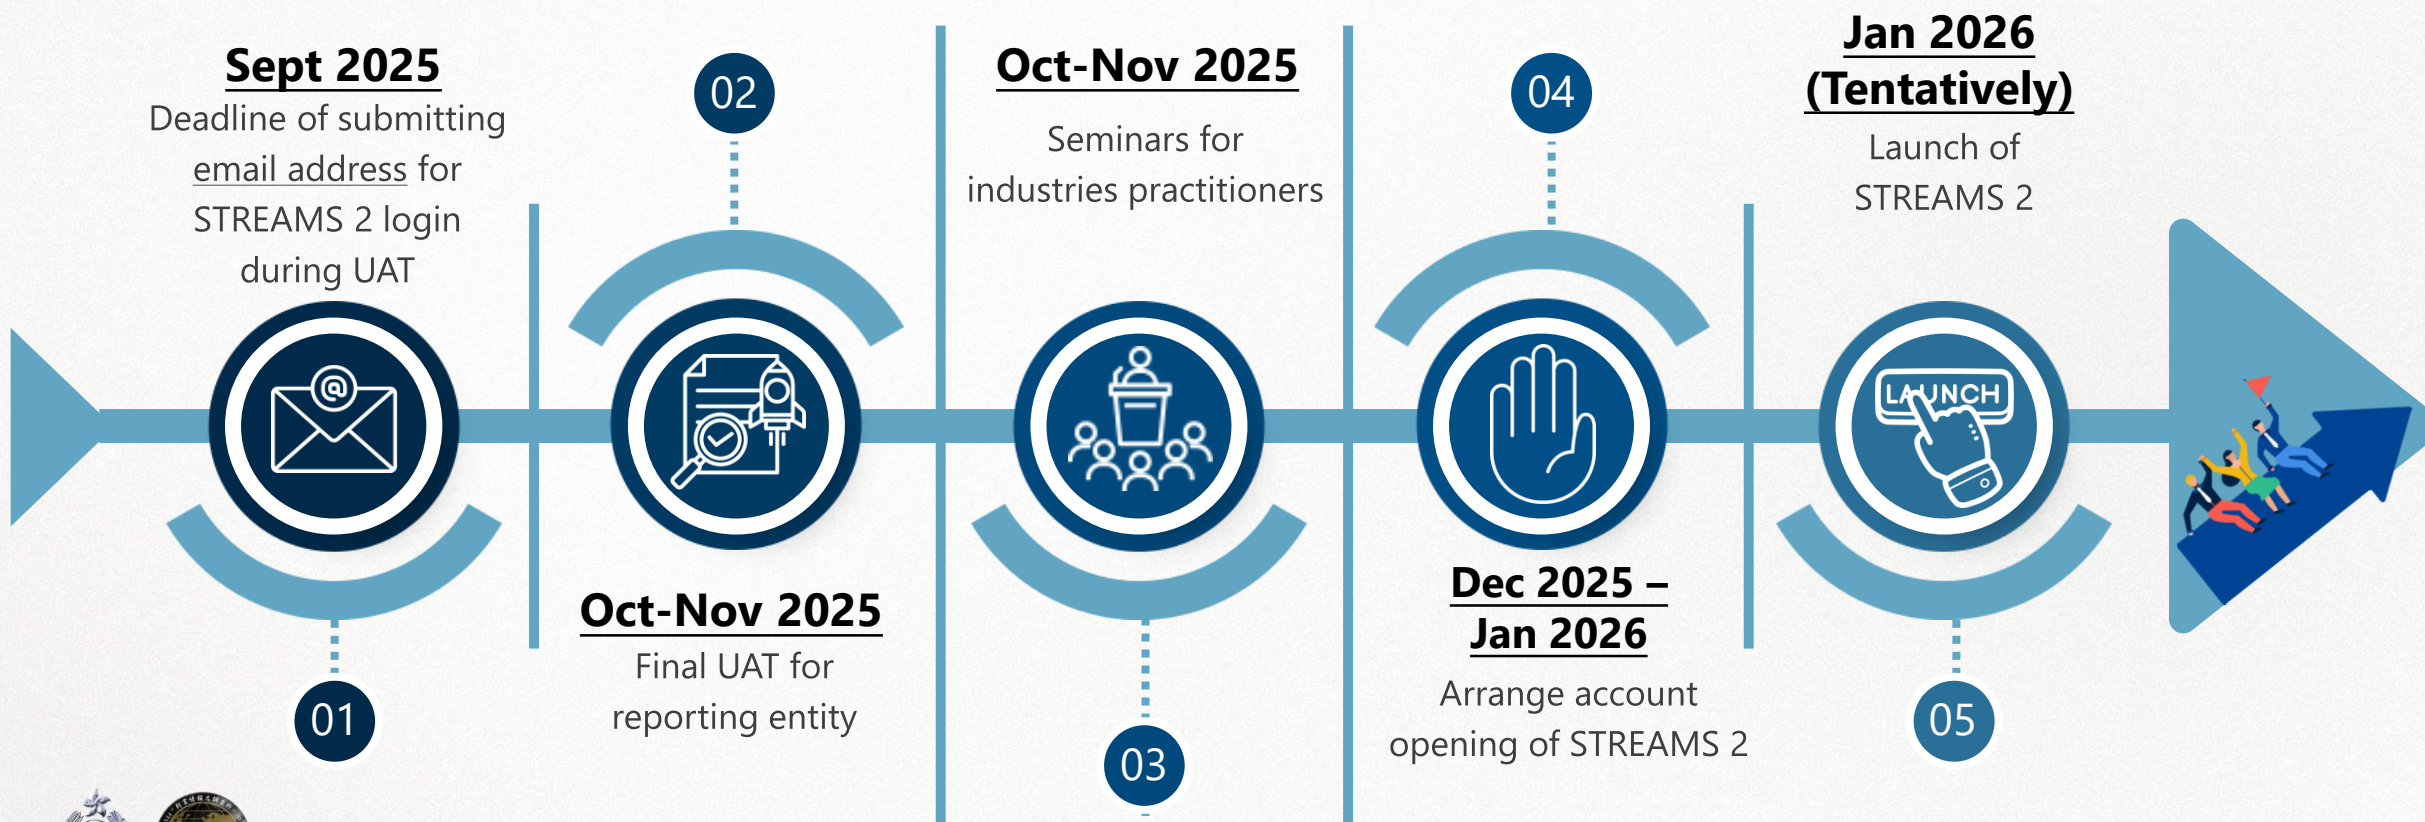 Sept 2025
Deadline of submitting
email address for
STREAMS 2 login
during UAT
01
02
Oct-Nov 2025
Final UAT for
reporting entity
Oct-Nov 2025
Seminars for
industries practitioners
03
04
Dec 2025 –
Jan 2026
Arrange account
opening of STREAMS 2
Jan 2026
(Tentatively)
Launch of
STREAMS 2
LAUNCH
05